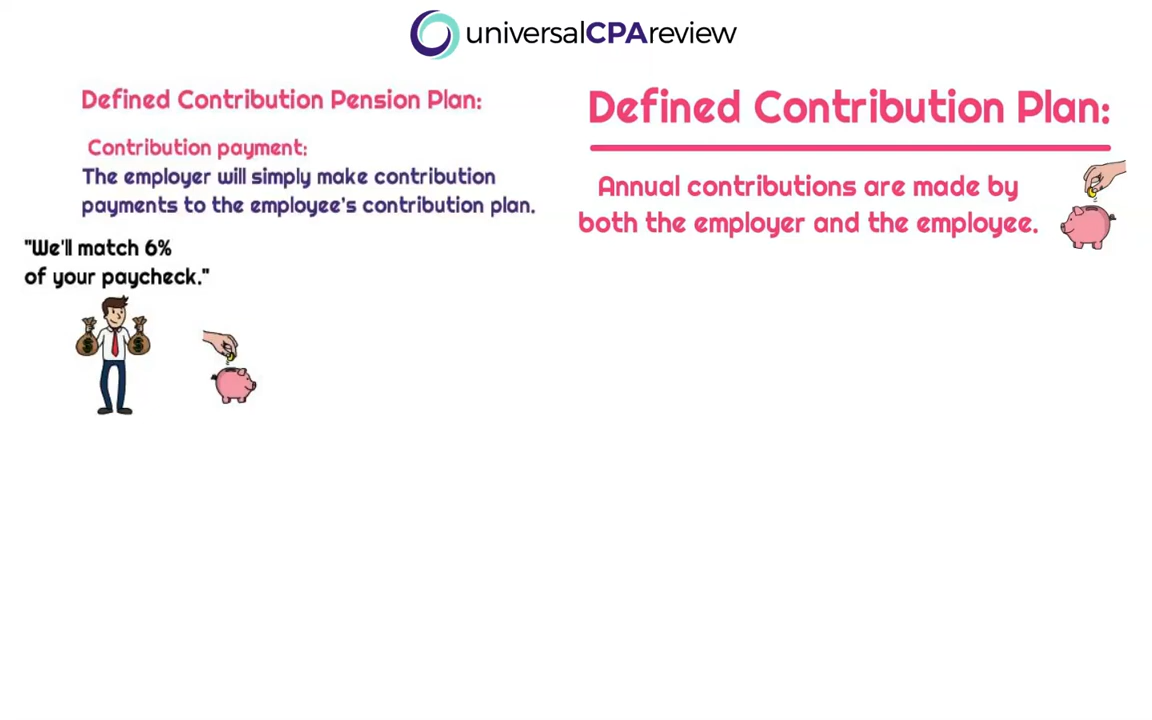 universalCPAreview
Defined Contribution Pension Plan:
Contribution payment:
The employer will simply make contribution
payments to the employee's contribution plan.
"We'll match 6%
of your paycheck."
$ $
Defined Contribution Plan:
Annual contributions are made by
both the employer and the employee.